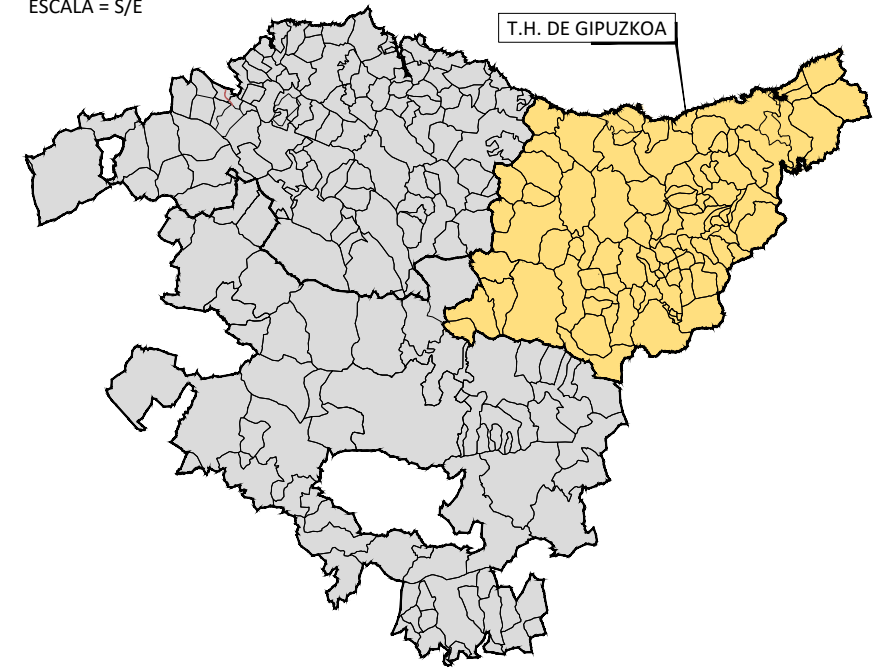 ESCALA = S/E
T.H. DE GIPUZKOA